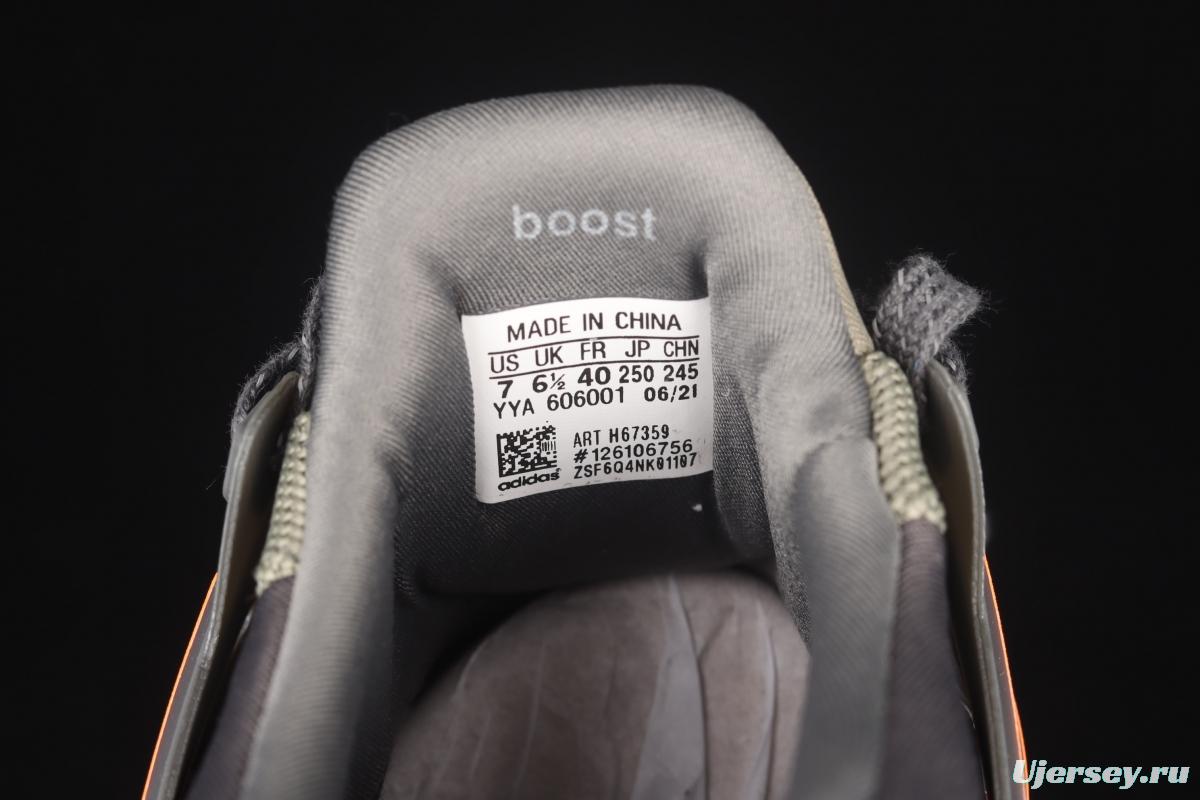 boost
MADE IN CHINA
US UK FR JP CHN
7 6½ 40 250 245
YYA 606001 06/21
ART H67359
#126106756
ZSF6Q4NK01107
adidas
Ujersey.ru